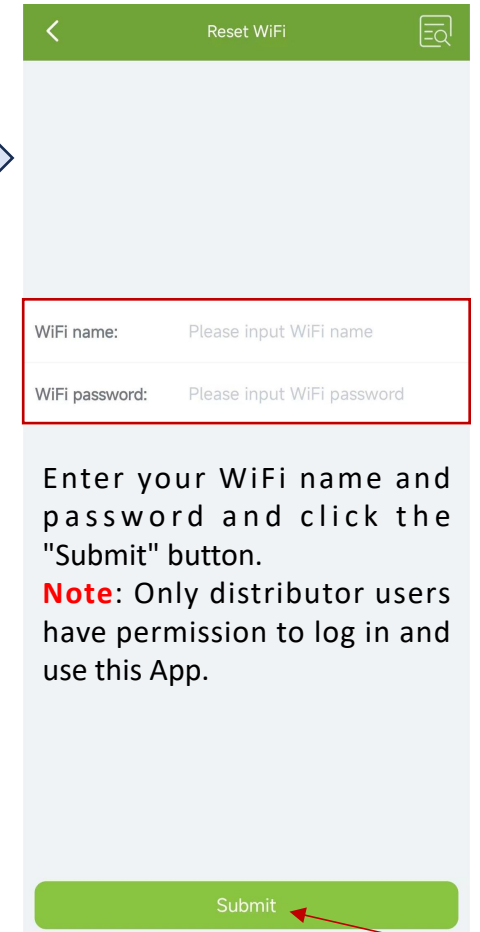 Reset WiFi
WiFi name: Please input WiFi name
WiFi password: Please input WiFi password
Enter your WiFi name and
password and click the
"Submit" button.
Note: Only distributor users
have permission to log in and
use this App.
Submit